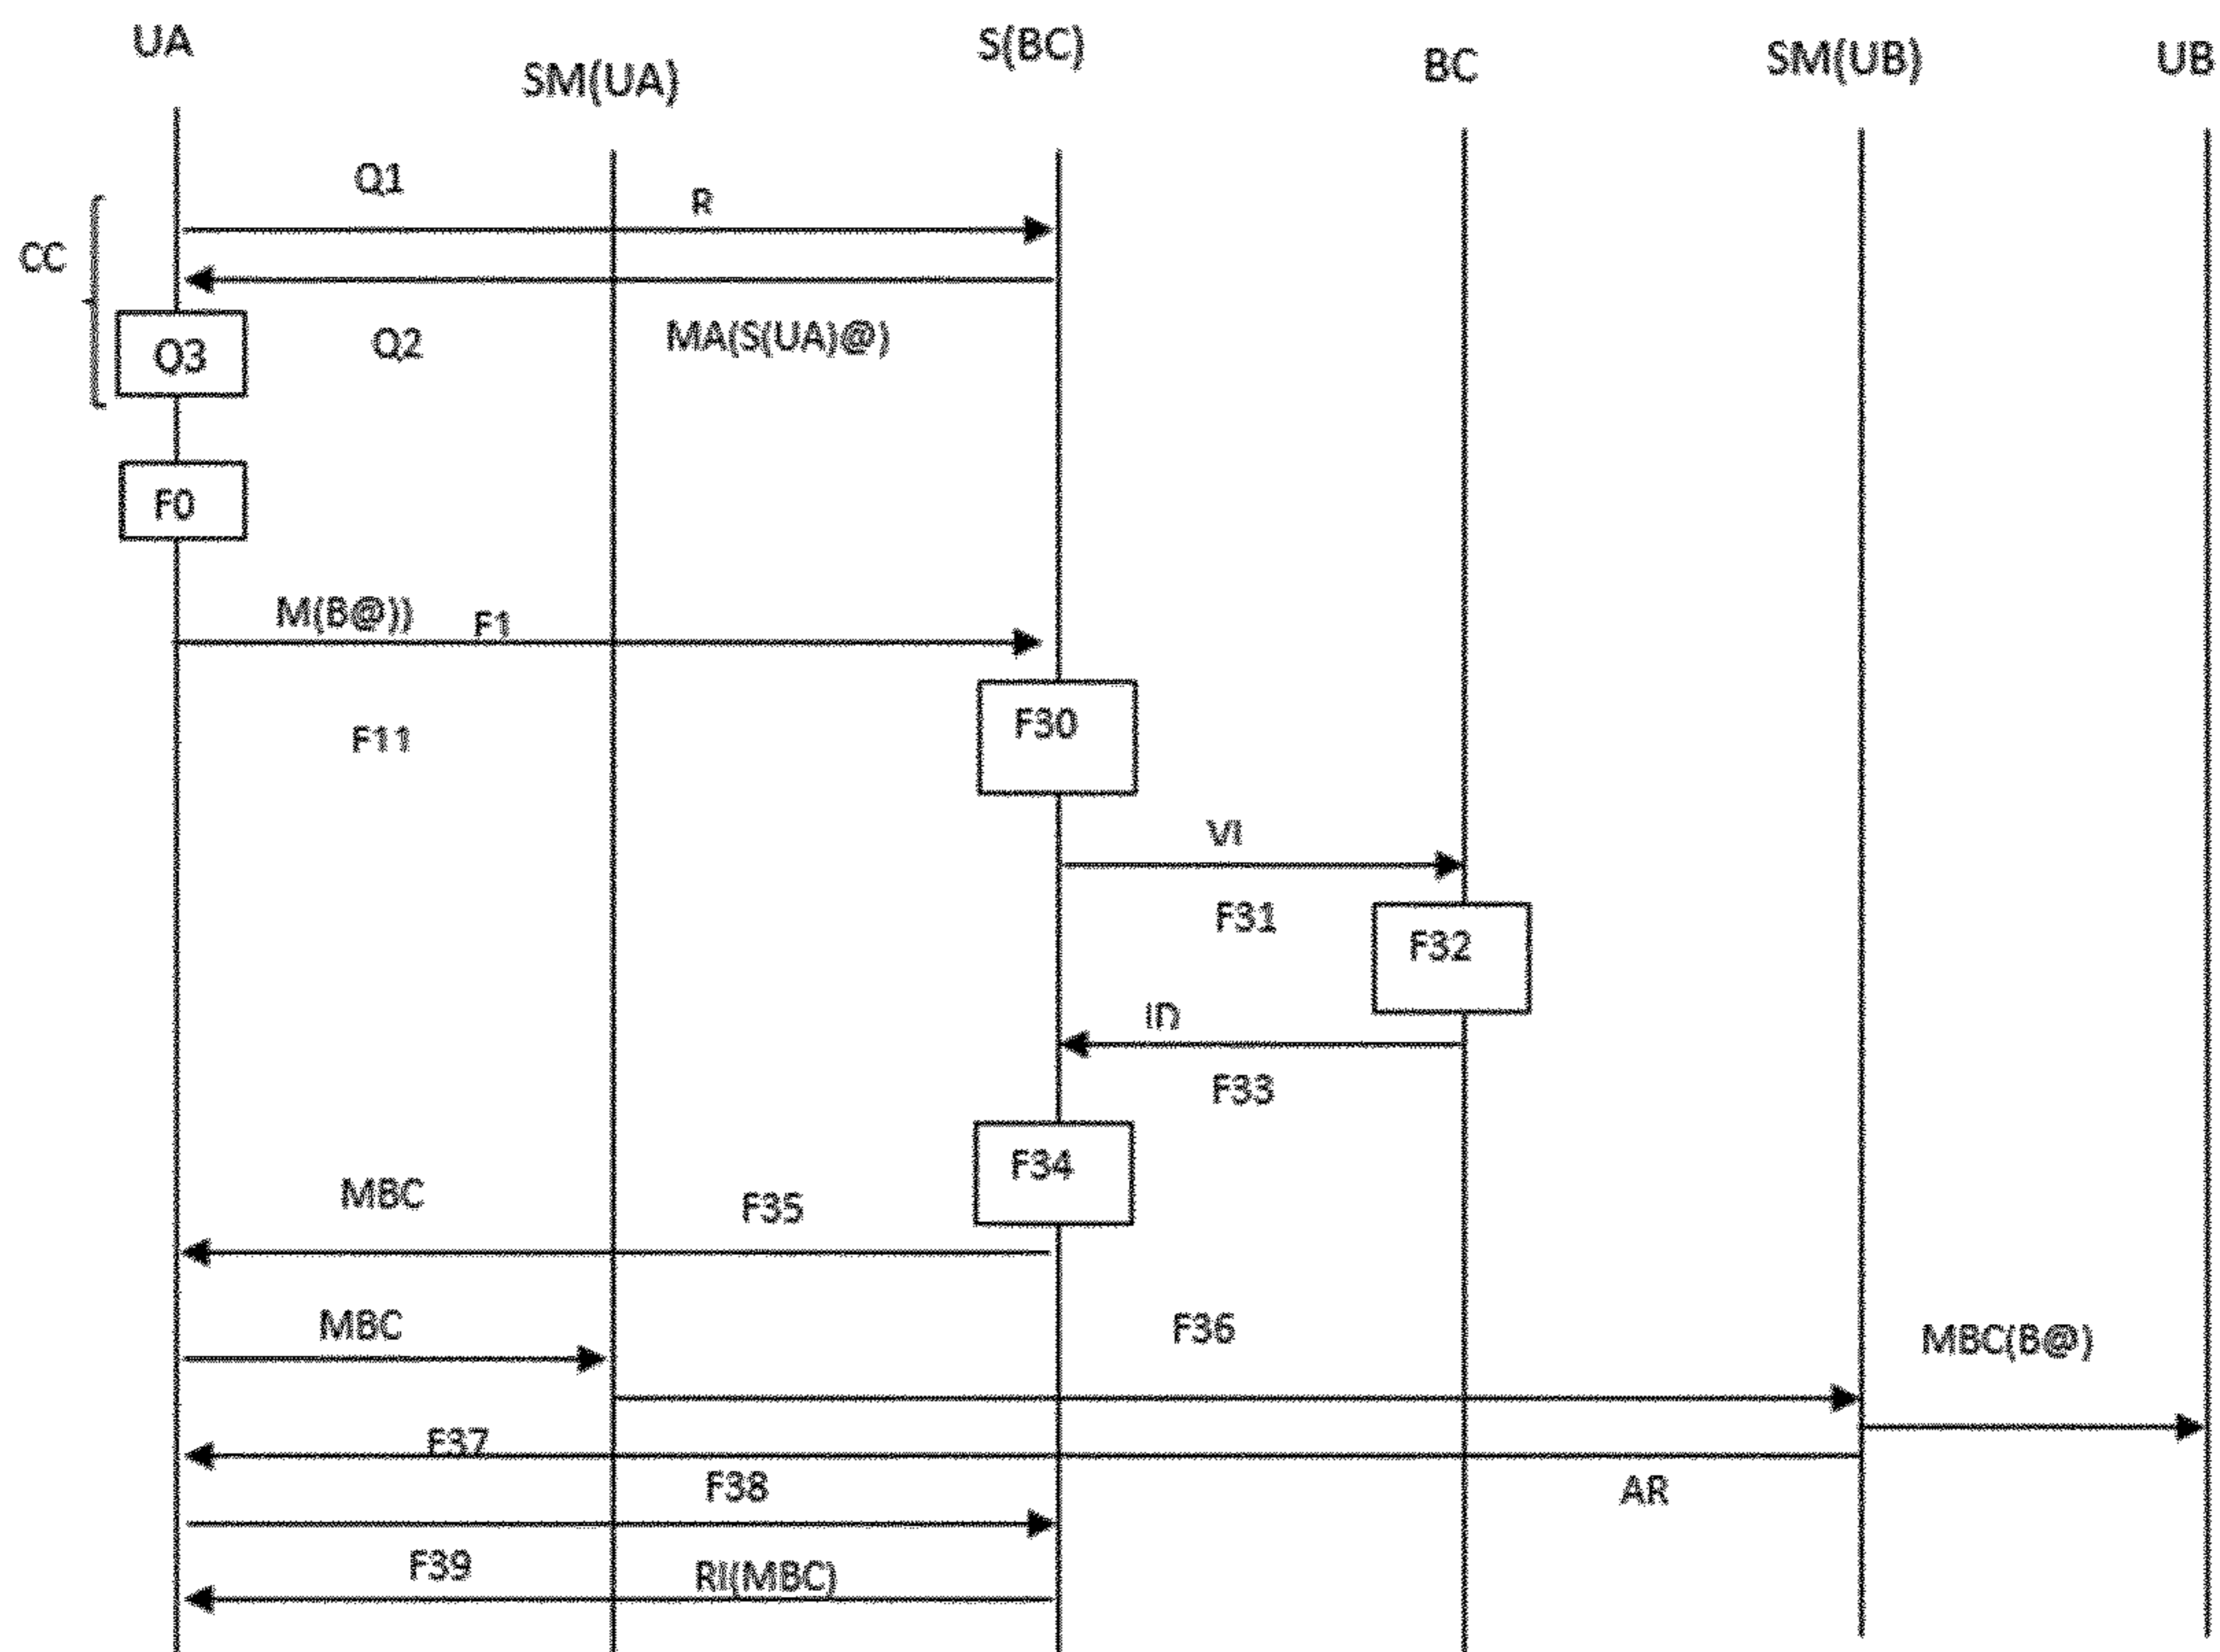 UA
SM(UA)
S(BC)
BC
SM(UB)
UB
Q1
R
CC
Q3
Q2
MA(S(UA)@)
F0
M(B@))
F1
F30
F11
VI
F31
F32
ID
F33
F34
MBC
F35
MBC
F36
MBC(B@)
F37
F38
AR
F39
RI(MBC)